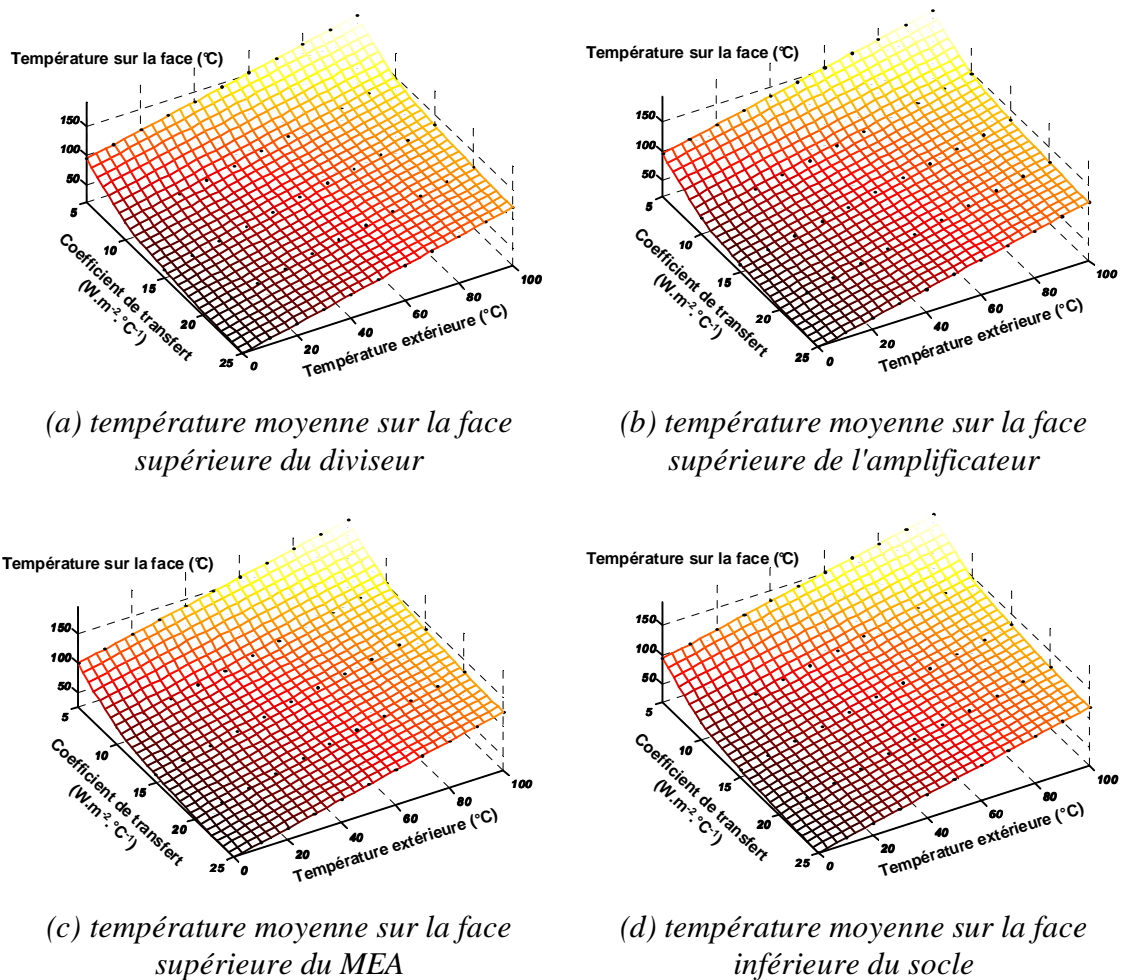 Température sur la face (°C)
150
100
50
5
10
15
20
25
Coefficient de transfert
(W.m-2.°C-1)
0
20
40
60
80
100
Température extérieure (°C)
(a) température moyenne sur la face
supérieure du diviseur
Température sur la face (°C)
150
100
50
5
10
15
20
25
Coefficient de transfert
(W.m-2.°C-1)
0
20
40
60
80
100
Température extérieure (°C)
(b) température moyenne sur la face
supérieure de l'amplificateur
Température sur la face (°C)
150
100
50
5
10
15
20
25
Coefficient de transfert
(W.m-2.°C-1)
0
20
40
60
80
100
Température extérieure (°C)
(c) température moyenne sur la face
supérieure du MEA
Température sur la face (°C)
150
100
50
5
10
15
20
25
Coefficient de transfert
(W.m-2.°C-1)
0
20
40
60
80
100
Température extérieure (°C)
(d) température moyenne sur la face
inférieure du socle